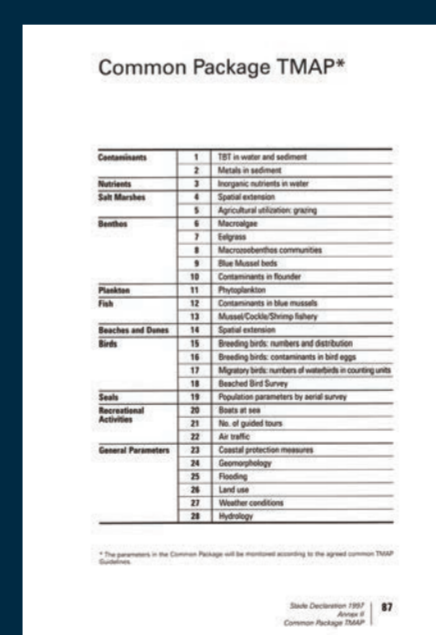 Common Package TMAP*
Contaminants 1 TBT in water and sediment
2 Metals in sediment
Nutrients 3 Inorganic nutrients in water
Salt Marshes 4 Spatial extension
5 Agricultural utilization: grazing
Benthos 6 Macroalgae
7 Eelgrass
8 Macrozoobenthos communities
9 Blue Mussel beds
10 Contaminants in flounder
Plankton 11 Phytoplankton
Fish 12 Contaminants in blue mussels
13 Mussel/Cockle/Shrimp fishery
Beaches and Dunes 14 Spatial extension
Birds 15 Breeding birds: numbers and distribution
16 Breeding birds: contaminants in bird eggs
17 Migratory birds: numbers of waterbirds in counting units
18 Beached Bird Survey
Seals 19 Population parameters by aerial survey
Recreational 20 Boats at sea
Activities 21 No. of guided tours
22 Air traffic
General Parameters 23 Coastal protection measures
24 Geomorphology
25 Flooding
26 Land use
27 Weather conditions
28 Hydrology
* The parameters in the Common Package will be monitored according to the agreed common TMAP
Guidelines.
Stade Declaration 1997 87
Annex II
Common Package TMAP